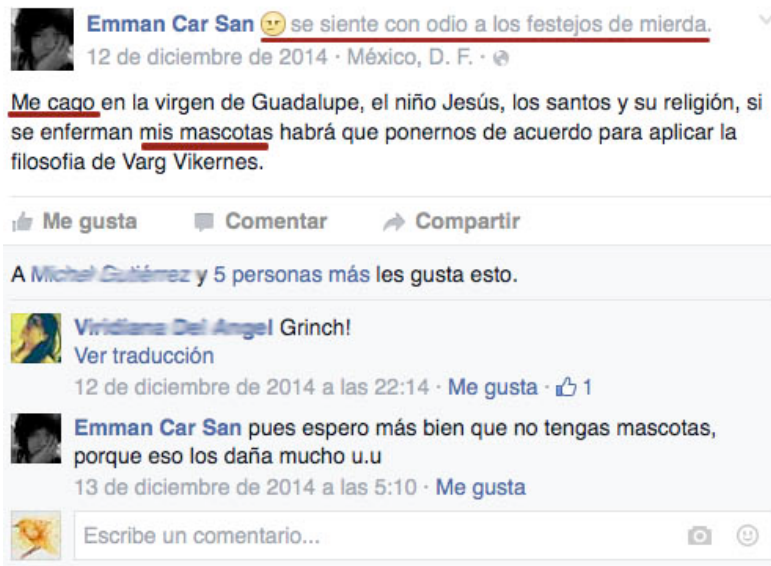 Emman Car San se siente con odio a los festejos de mierda.
12 de diciembre de 2014 · México, D. F. ·
Me cago en la virgen de Guadalupe, el niño Jesús, los santos y su religión, si
se enferman mis mascotas habrá que ponernos de acuerdo para aplicar la
filosofia de Varg Vikernes.
Me gusta Comentar Compartir
A y 5 personas más les gusta esto.
Grinch!
Ver traducción
12 de diciembre de 2014 a las 22:14 · Me gusta · 1
Emman Car San pues espero más bien que no tengas mascotas,
porque eso los daña mucho u.u
13 de diciembre de 2014 a las 5:10 · Me gusta
Escribe un comentario...